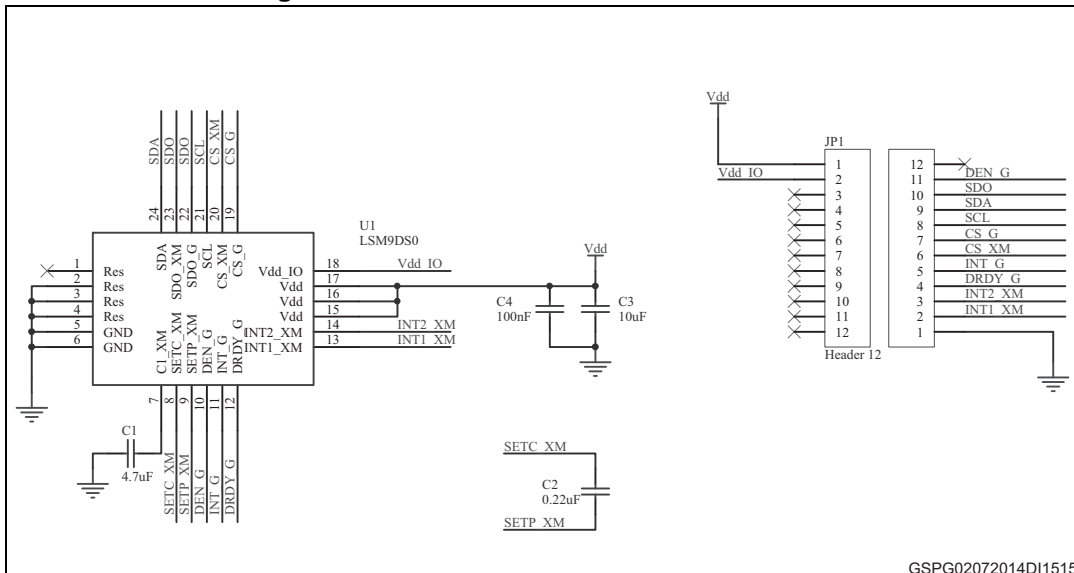 SDA
SDO
SDO
SCL
CS_XM
CS_G
24
23
22
21
20
19
U1
LSM9DS0
SDA
SDO_XM
SDO_G
SCL
CS_XM
CS_G
1 Res
2 Res
3 Res
4 Res
5 GND
6 GND
Vdd_IO 18 Vdd_IO
Vdd 17
Vdd 16
Vdd 15
INT2_XM 14 INT2_XM
INT1_XM 13 INT1_XM
C1_XM
SETC_XM
SETP_XM
DEN_G
INT_G
DRDY_G
7
8
9
10
11
12
SETC_XM
SETP_XM
DEN_G
INT_G
DRDY_G
C1
4.7uF
Vdd
C4
100nF
C3
10uF
SETC_XM
C2
0.22uF
SETP_XM
Vdd
Vdd_IO
JP1
1
2
3
4
5
6
7
8
9
10
11
12
Header 12
12
11 DEN_G
10 SDO
9 SDA
8 SCL
7 CS_G
6 CS_XM
5 INT_G
4 DRDY_G
3 INT2_XM
2 INT1_XM
1
GSPG02072014DI1515